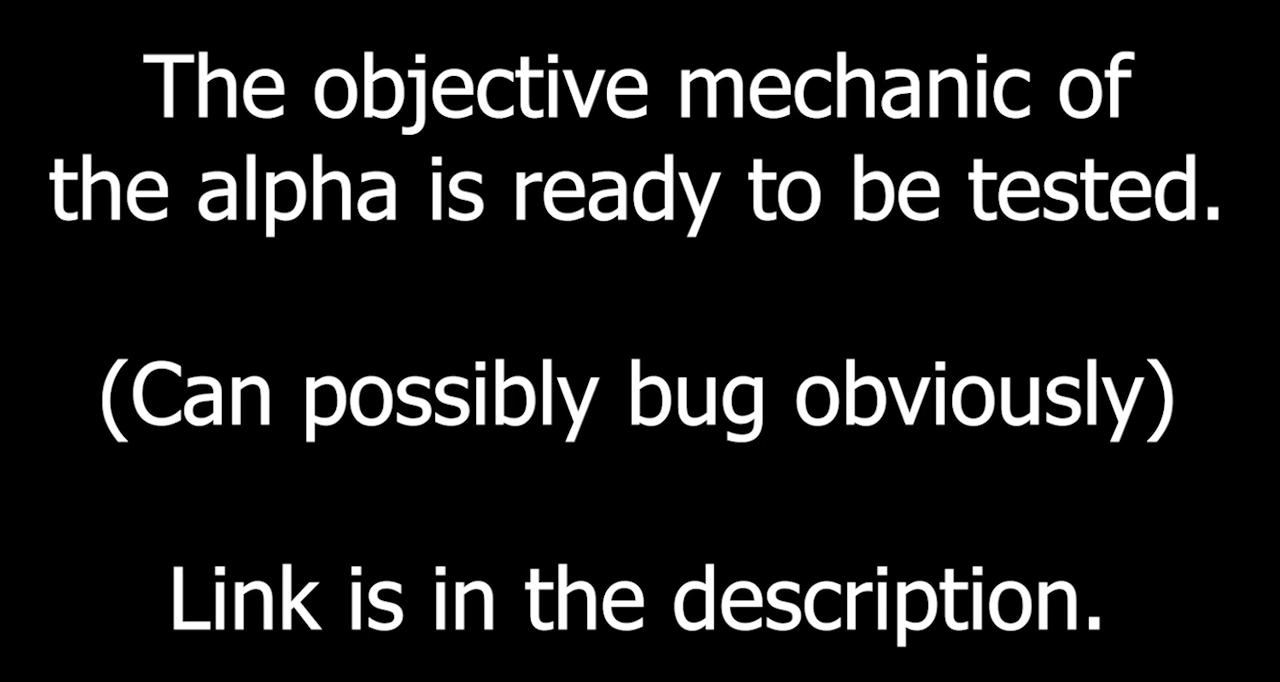 The objective mechanic of
the alpha is ready to be tested.
(Can possibly bug obviously)
Link is in the description.